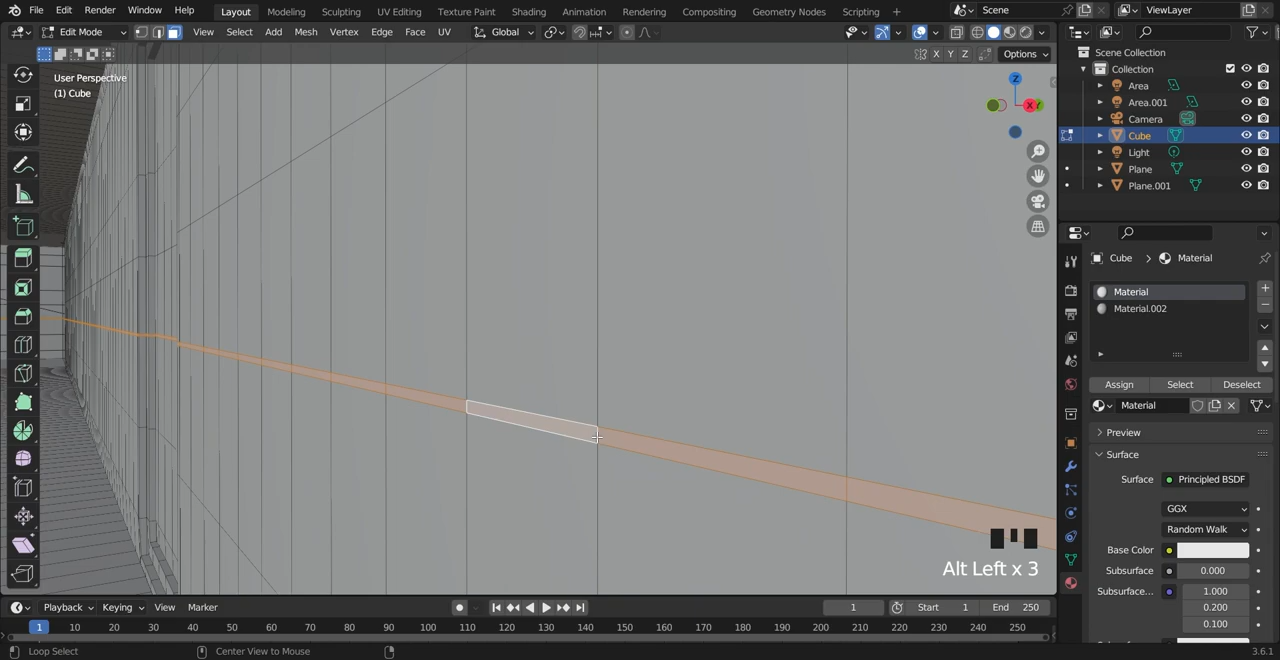 File Edit Render Window Help Layout Modeling Sculpting UV Editing Texture Paint Shading Animation Rendering Compositing Geometry Nodes Scripting + Scene ViewLayer
Edit Mode View Select Add Mesh Vertex Edge Face UV Global
X Y Z Options
User Perspective
(1) Cube
Z
X Y
Scene Collection
Collection
Area
Area.001
Camera
Cube
Light
Plane
Plane.001
Cube > Material
Material
Material.002
Assign Select Deselect
Material
Preview
Surface
Surface Principled BSDF
GGX
Random Walk
Base Color
Subsurface 0.000
Subsurface... 1.000
0.200
0.100
Alt Left x 3
Playback Keying View Marker 1 Start 1 End 250
1 10 20 30 40 50 60 70 80 90 100 110 120 130 140 150 160 170 180 190 200 210 220 230 240 250
Loop Select Center View to Mouse 3.6.1